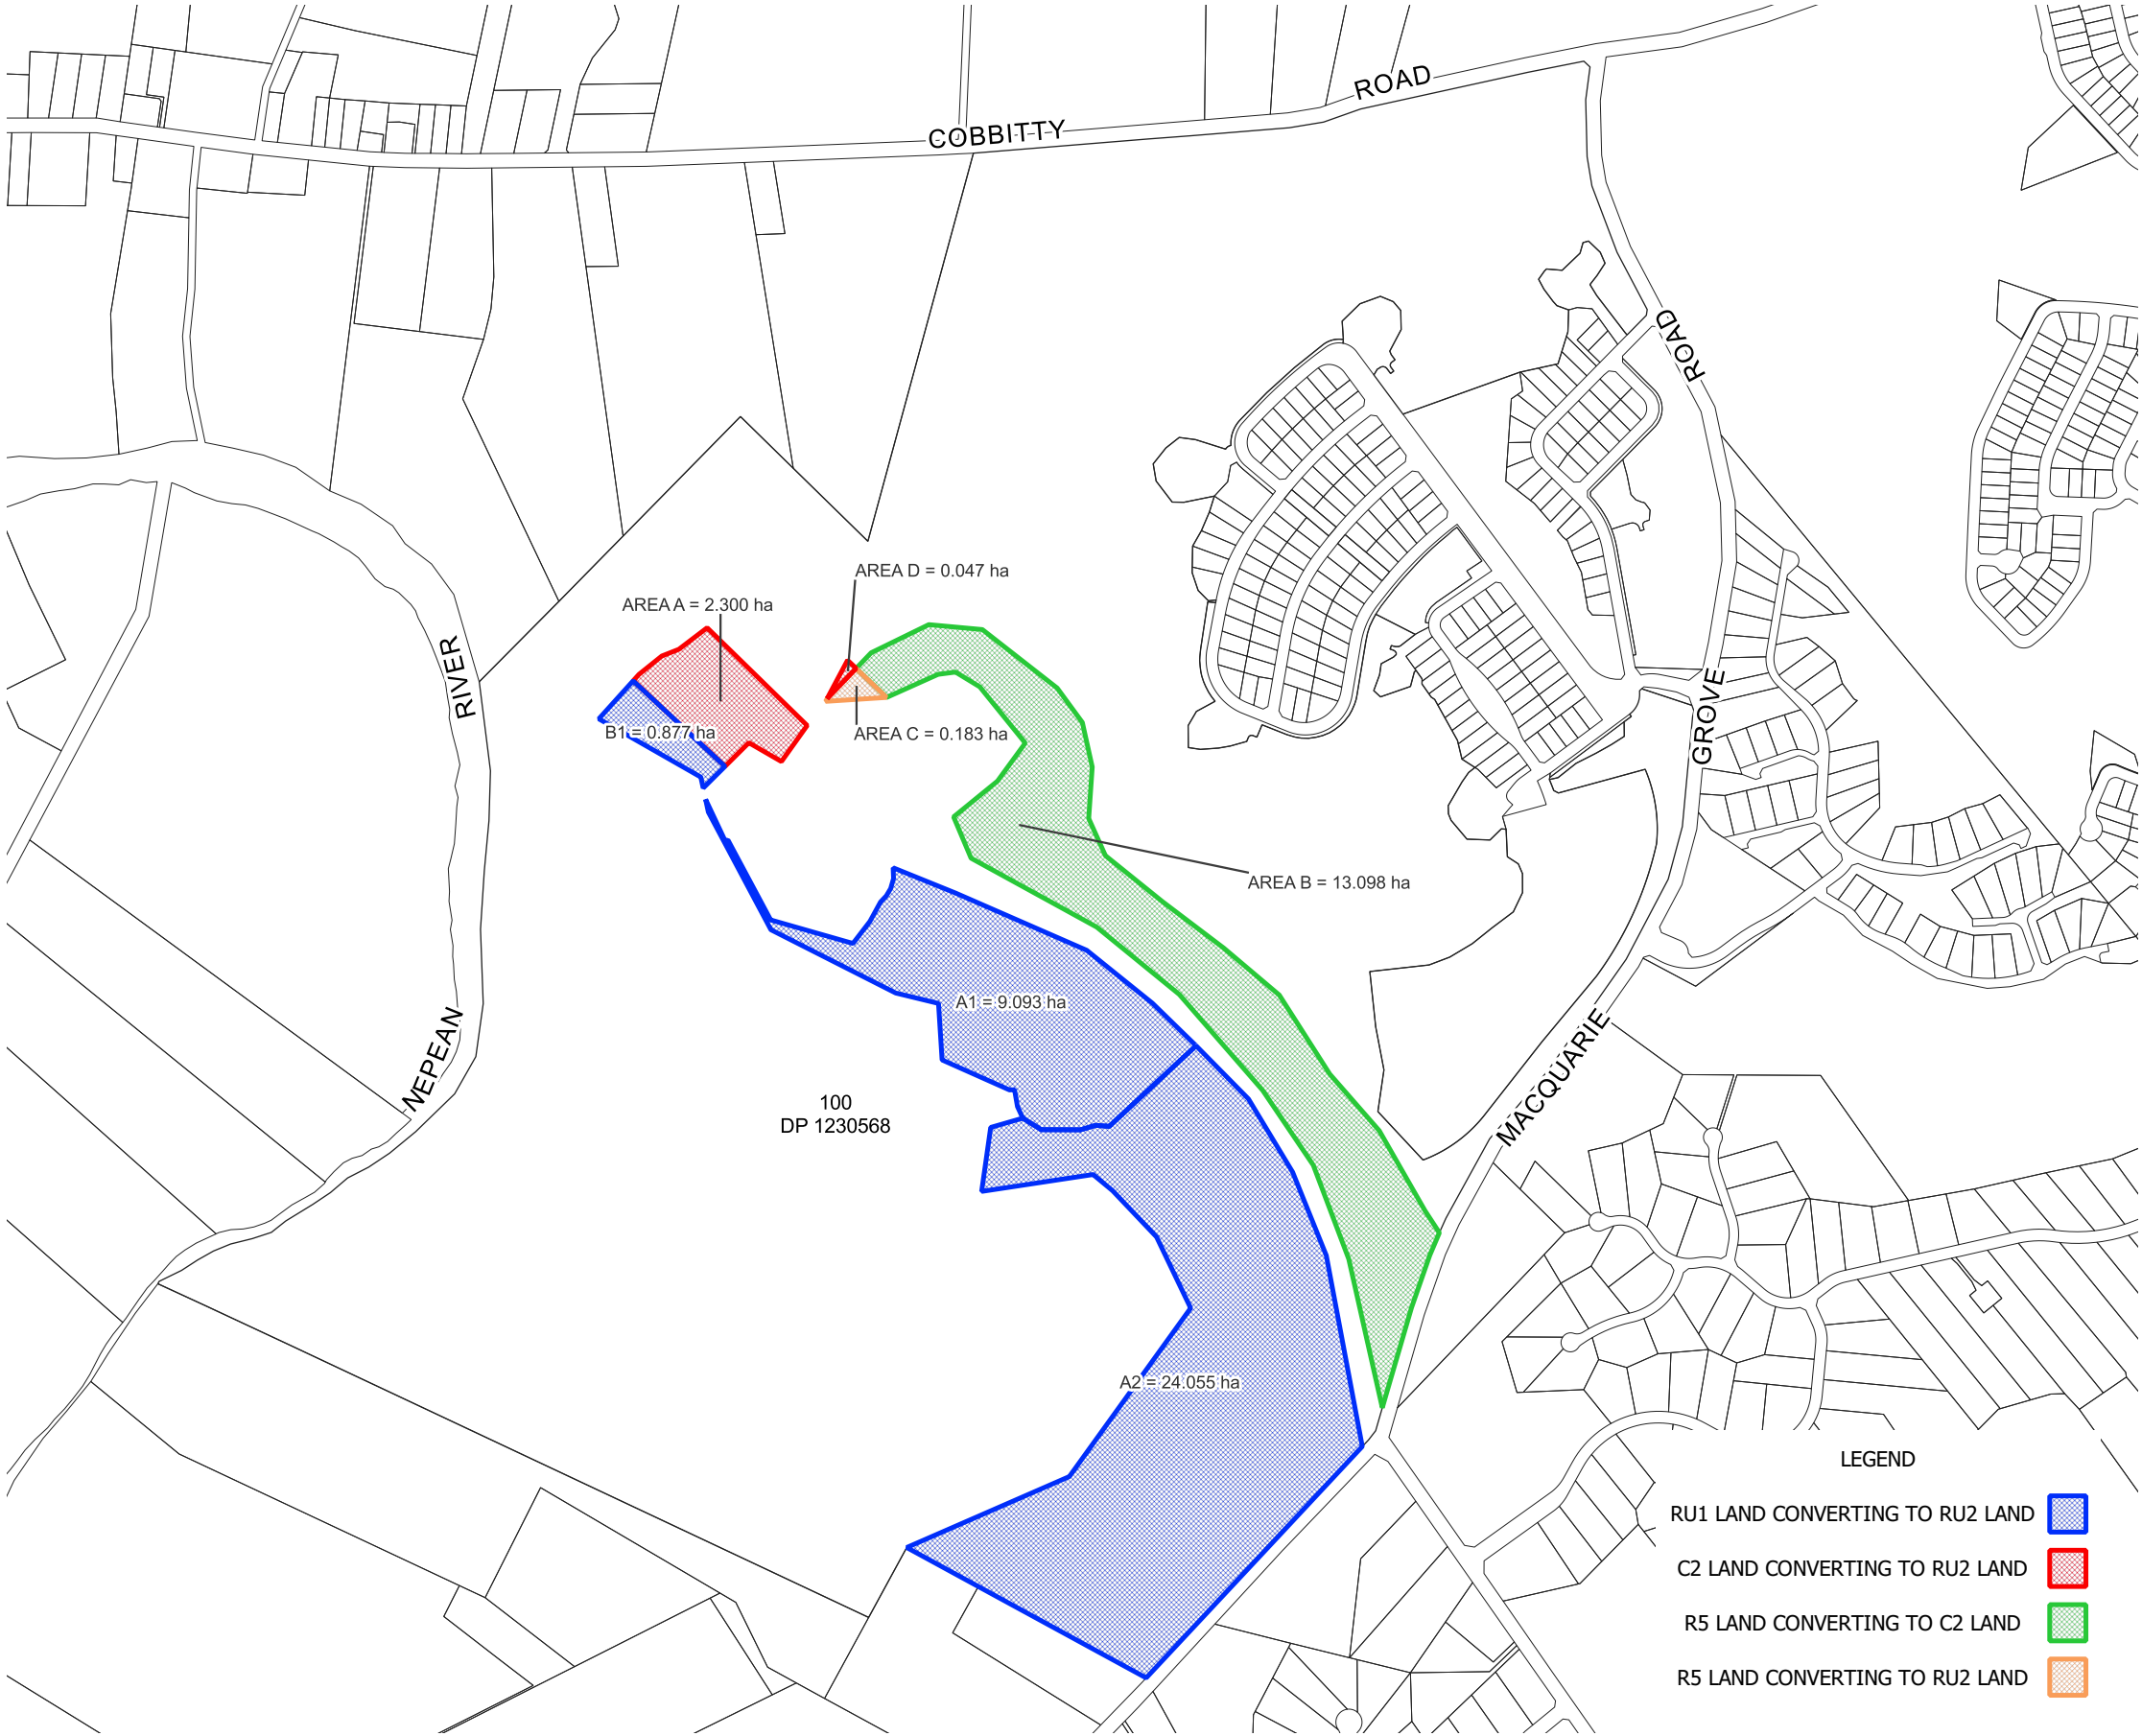 COBBITTY ROAD
ROAD
AREA D = 0.047 ha
AREA A = 2.300 ha
RIVER
B1 = 0.877 ha
AREA C = 0.183 ha
GROVE
AREA B = 13.098 ha
A1 = 9.093 ha
NEPEAN
MACQUARIE
100
DP 1230568
A2 = 24.055 ha
LEGEND
RU1 LAND CONVERTING TO RU2 LAND
C2 LAND CONVERTING TO RU2 LAND
R5 LAND CONVERTING TO C2 LAND
R5 LAND CONVERTING TO RU2 LAND